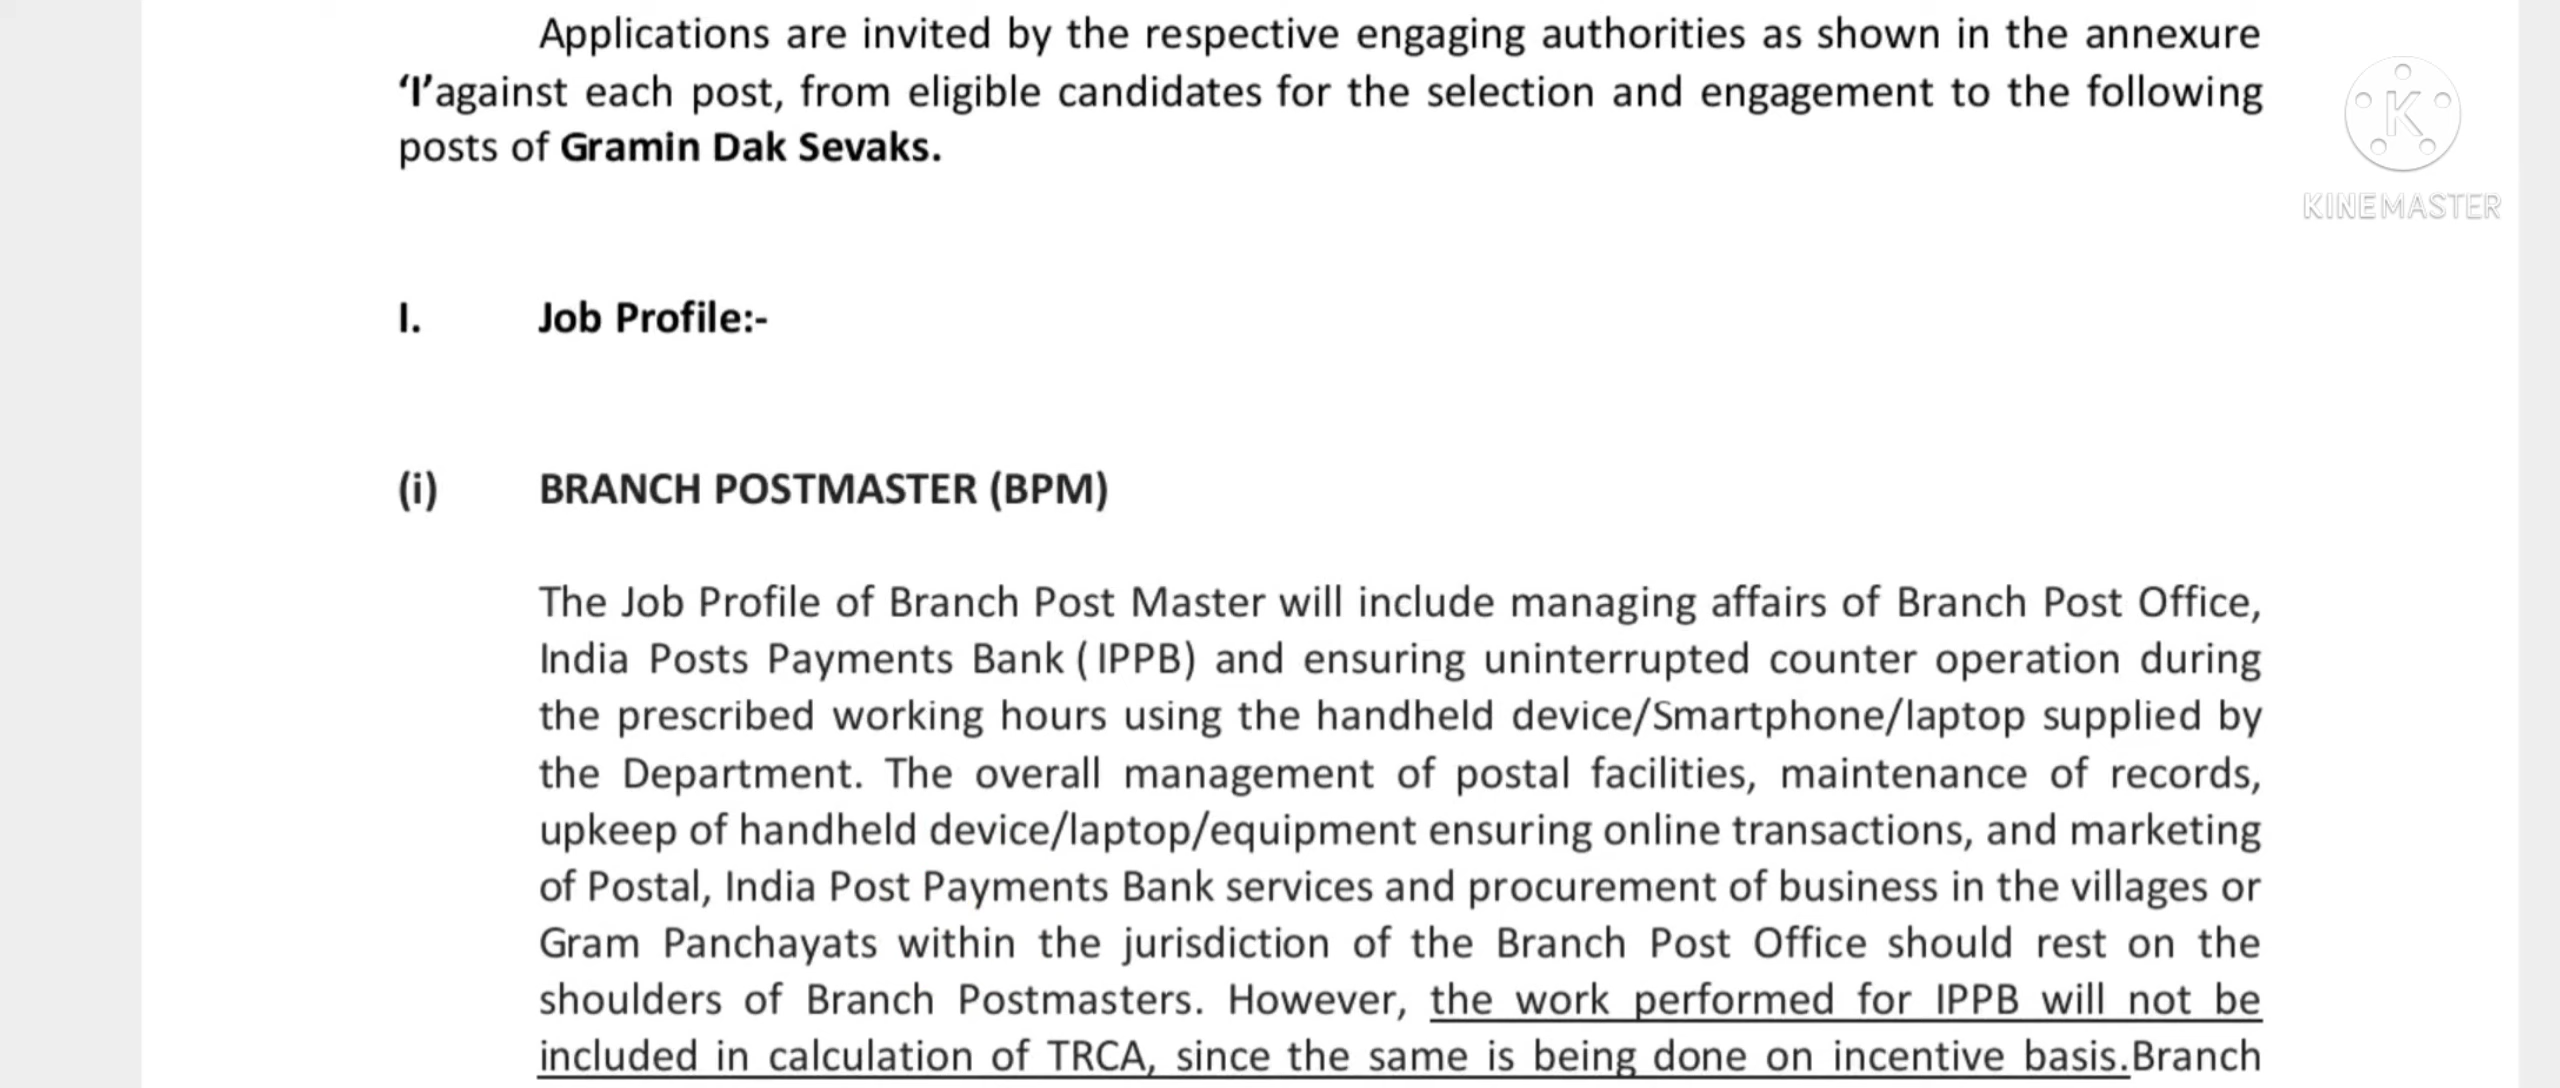 Applications are invited by the respective engaging authorities as shown in the annexure
‘I’against each post, from eligible candidates for the selection and engagement to the following
posts of Gramin Dak Sevaks.
K
KINEMASTER
I. Job Profile:-
(i) BRANCH POSTMASTER (BPM)
The Job Profile of Branch Post Master will include managing affairs of Branch Post Office,
India Posts Payments Bank ( IPPB) and ensuring uninterrupted counter operation during
the prescribed working hours using the handheld device/Smartphone/laptop supplied by
the Department. The overall management of postal facilities, maintenance of records,
upkeep of handheld device/laptop/equipment ensuring online transactions, and marketing
of Postal, India Post Payments Bank services and procurement of business in the villages or
Gram Panchayats within the jurisdiction of the Branch Post Office should rest on the
shoulders of Branch Postmasters. However, the work performed for IPPB will not be
included in calculation of TRCA, since the same is being done on incentive basis.Branch